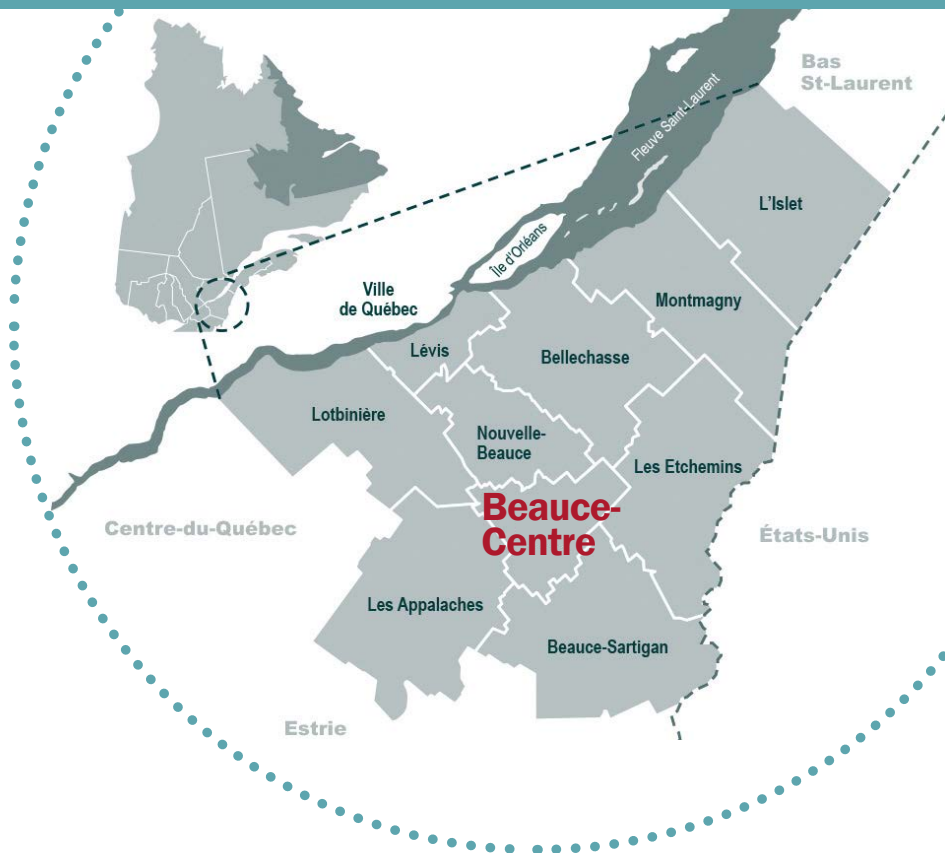 Bas
St-Laurent
Fleuve Saint-Laurent
L'Islet
Île d'Orléans
Ville
de Québec
Montmagny
Lévis
Bellechasse
Lotbinière
Nouvelle-
Beauce
Les Etchemins
Beauce-
Centre
Centre-du-Québec
États-Unis
Les Appalaches
Beauce-Sartigan
Estrie